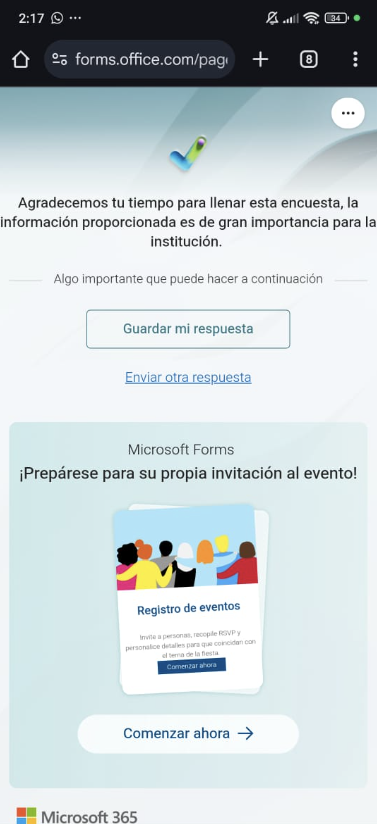 2:17
34
forms.office.com/page
8
Agradecemos tu tiempo para llenar esta encuesta, la
información proporcionada es de gran importancia para la
institución.
Algo importante que puede hacer a continuación
Guardar mi respuesta
Enviar otra respuesta
Microsoft Forms
¡Prepárese para su propia invitación al evento!
Registro de eventos
Invite a personas, recopile RSVP y
personalice detalles para que coincidan con
el tema de la fiesta
Comenzar ahora
Comenzar ahora
Microsoft 365